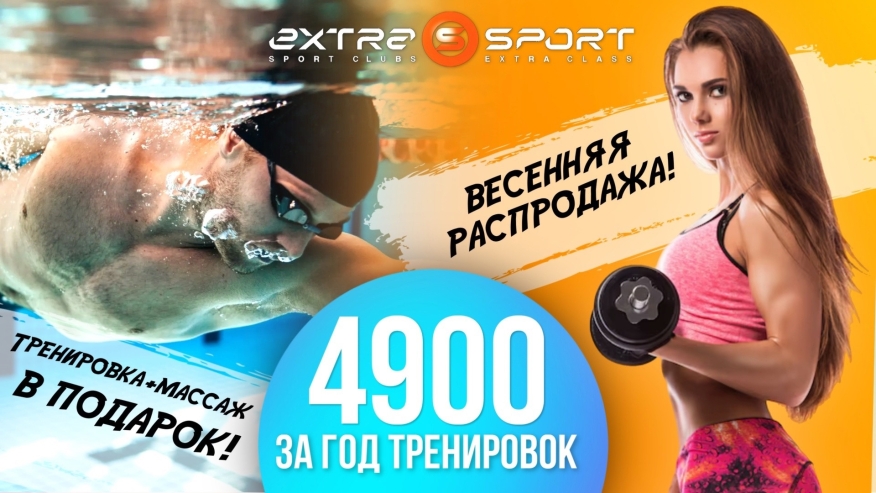 EXTRA S SPORT
SPORT CLUBS EXTRA CLASS
ВЕСЕННЯЯ
РАСПРОДАЖА!
ТРЕНИРОВКА+МАССАЖ
В ПОДАРОК!
4900
ЗА ГОД ТРЕНИРОВОК